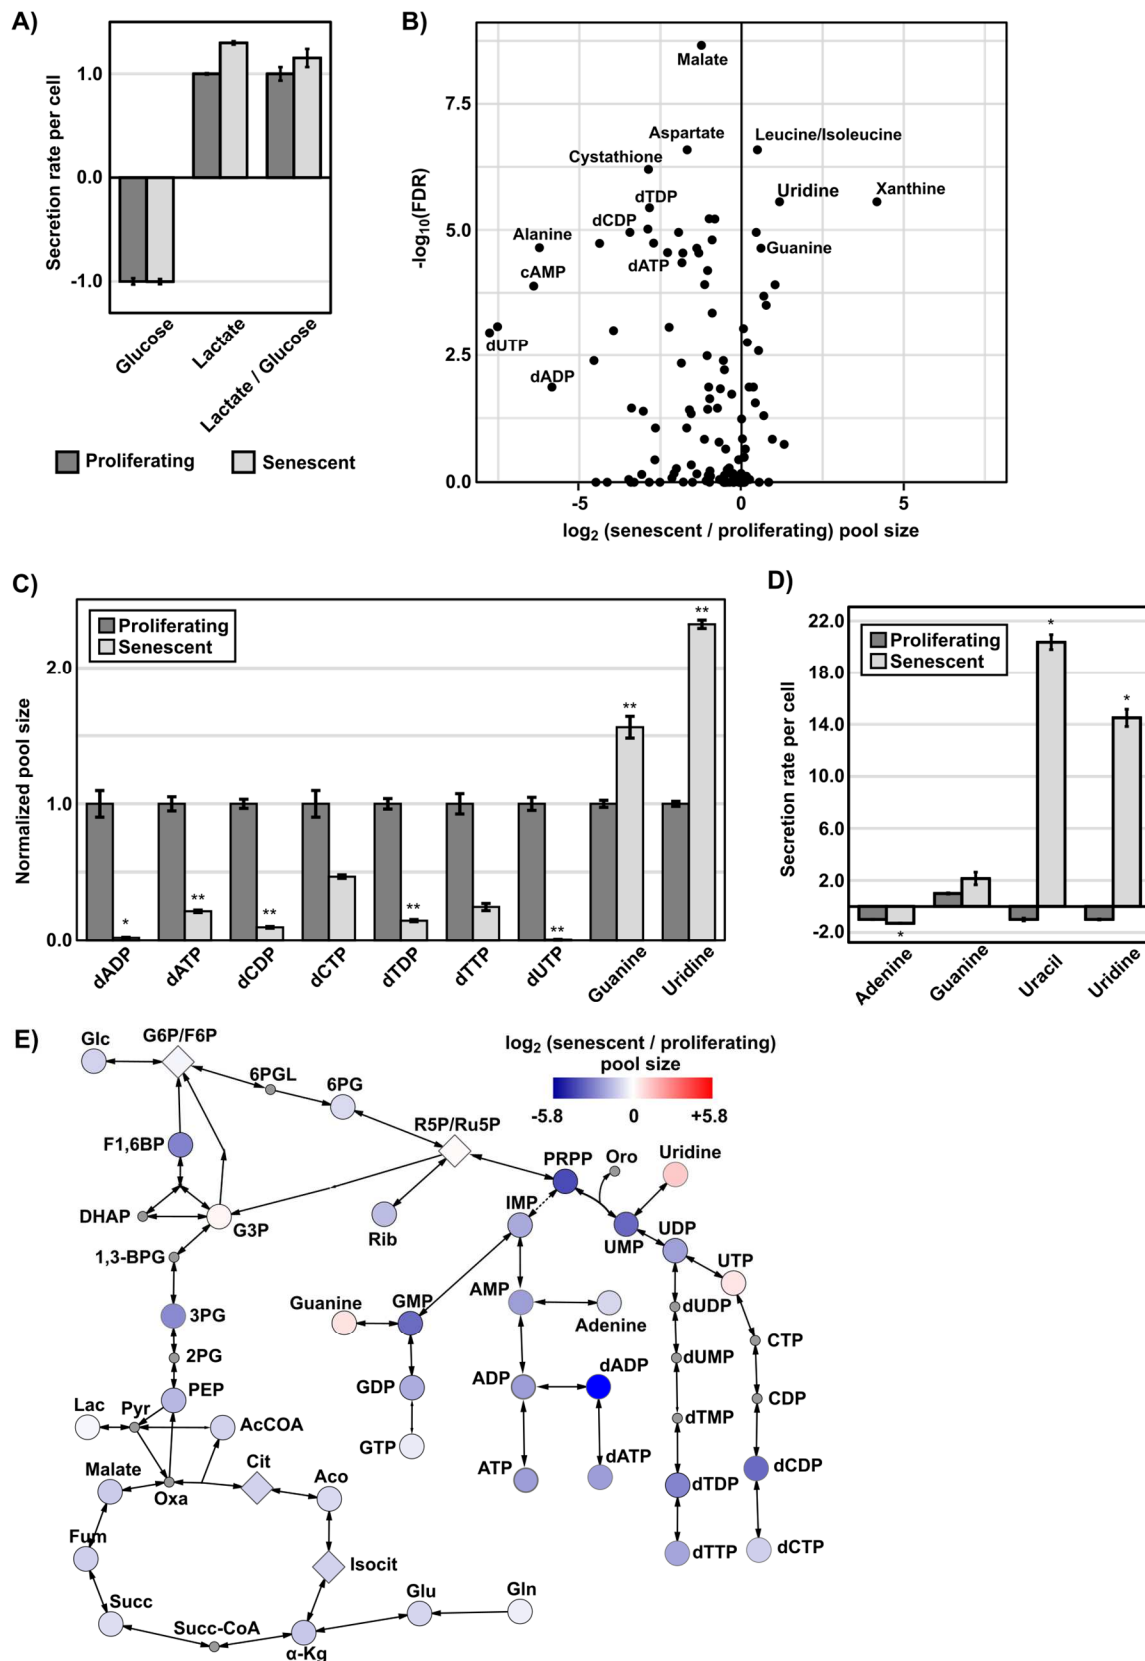 A)
Secretion rate per cell
1.0
0.0
-1.0
Glucose
Lactate
Lactate / Glucose
Proliferating
Senescent
B)
-log10(FDR)
7.5
5.0
2.5
0.0
Malate
Aspartate
Leucine/Isoleucine
Cystathione
Uridine
Xanthine
dTDP
dCDP
Alanine
Guanine
dATP
cAMP
dUTP
dADP
-5
0
5
log2 (senescent / proliferating) pool size
C)
Proliferating
Senescent
Normalized pool size
2.0
1.0
0.0
*
**
**
**
**
**
**
dADP
dATP
dCDP
dCTP
dTDP
dTTP
dUTP
Guanine
Uridine
D)
Proliferating
Senescent
Secretion rate per cell
22.0
18.0
14.0
10.0
6.0
2.0
-2.0
*
*
*
Adenine
Guanine
Uracil
Uridine
E)
log2 (senescent / proliferating)
pool size
-5.8
0
+5.8
Glc
G6P/F6P
6PGL
6PG
R5P/Ru5P
F1,6BP
PRPP
Oro
Uridine
DHAP
G3P
Rib
IMP
UMP
UDP
1,3-BPG
UTP
Guanine
GMP
AMP
Adenine
dUDP
3PG
CTP
2PG
dUMP
PEP
GDP
ADP
dADP
CDP
Lac
Pyr
AcCOA
dTMP
GTP
ATP
dATP
dCDP
Malate
Oxa
Cit
Aco
dTDP
Fum
Isocit
dTTP
dCTP
Succ
Succ-CoA
α-Kg
Glu
Gln